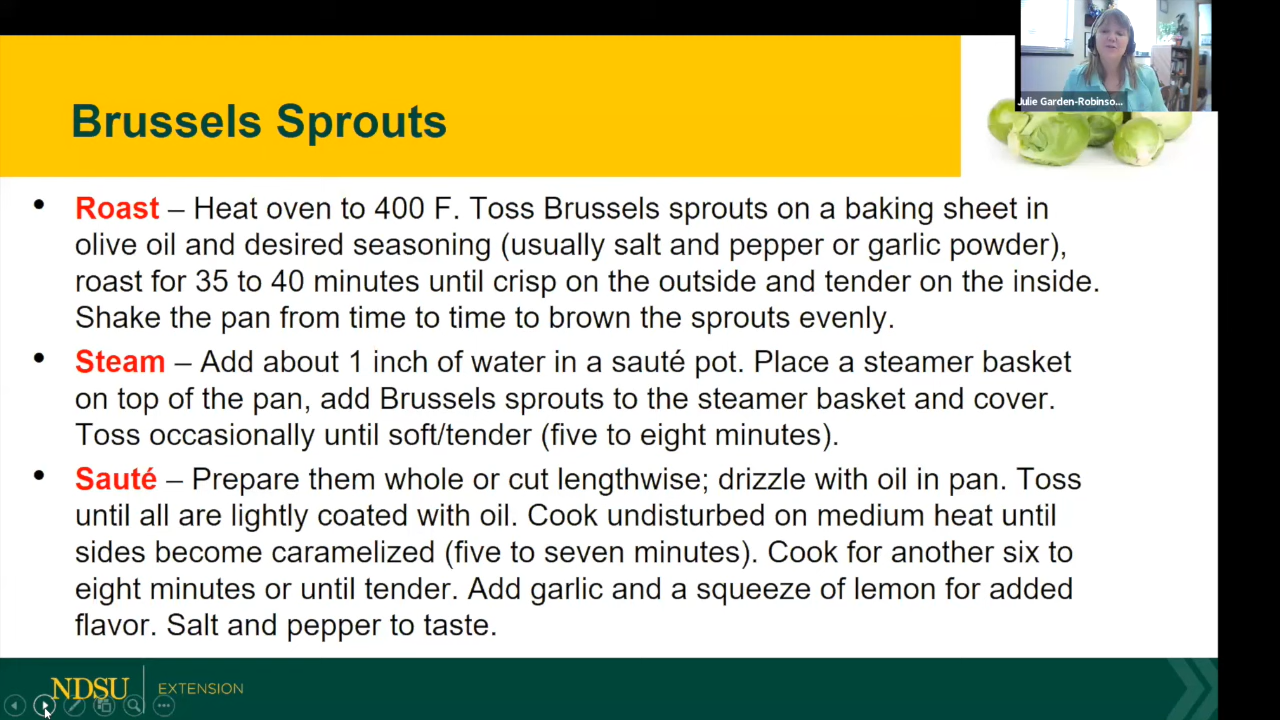 Julie Garden-Robinso...
Brussels Sprouts
• Roast – Heat oven to 400 F. Toss Brussels sprouts on a baking sheet in
olive oil and desired seasoning (usually salt and pepper or garlic powder),
roast for 35 to 40 minutes until crisp on the outside and tender on the inside.
Shake the pan from time to time to brown the sprouts evenly.
• Steam – Add about 1 inch of water in a sauté pot. Place a steamer basket
on top of the pan, add Brussels sprouts to the steamer basket and cover.
Toss occasionally until soft/tender (five to eight minutes).
• Sauté – Prepare them whole or cut lengthwise; drizzle with oil in pan. Toss
until all are lightly coated with oil. Cook undisturbed on medium heat until
sides become caramelized (five to seven minutes). Cook for another six to
eight minutes or until tender. Add garlic and a squeeze of lemon for added
flavor. Salt and pepper to taste.
NDSU EXTENSION